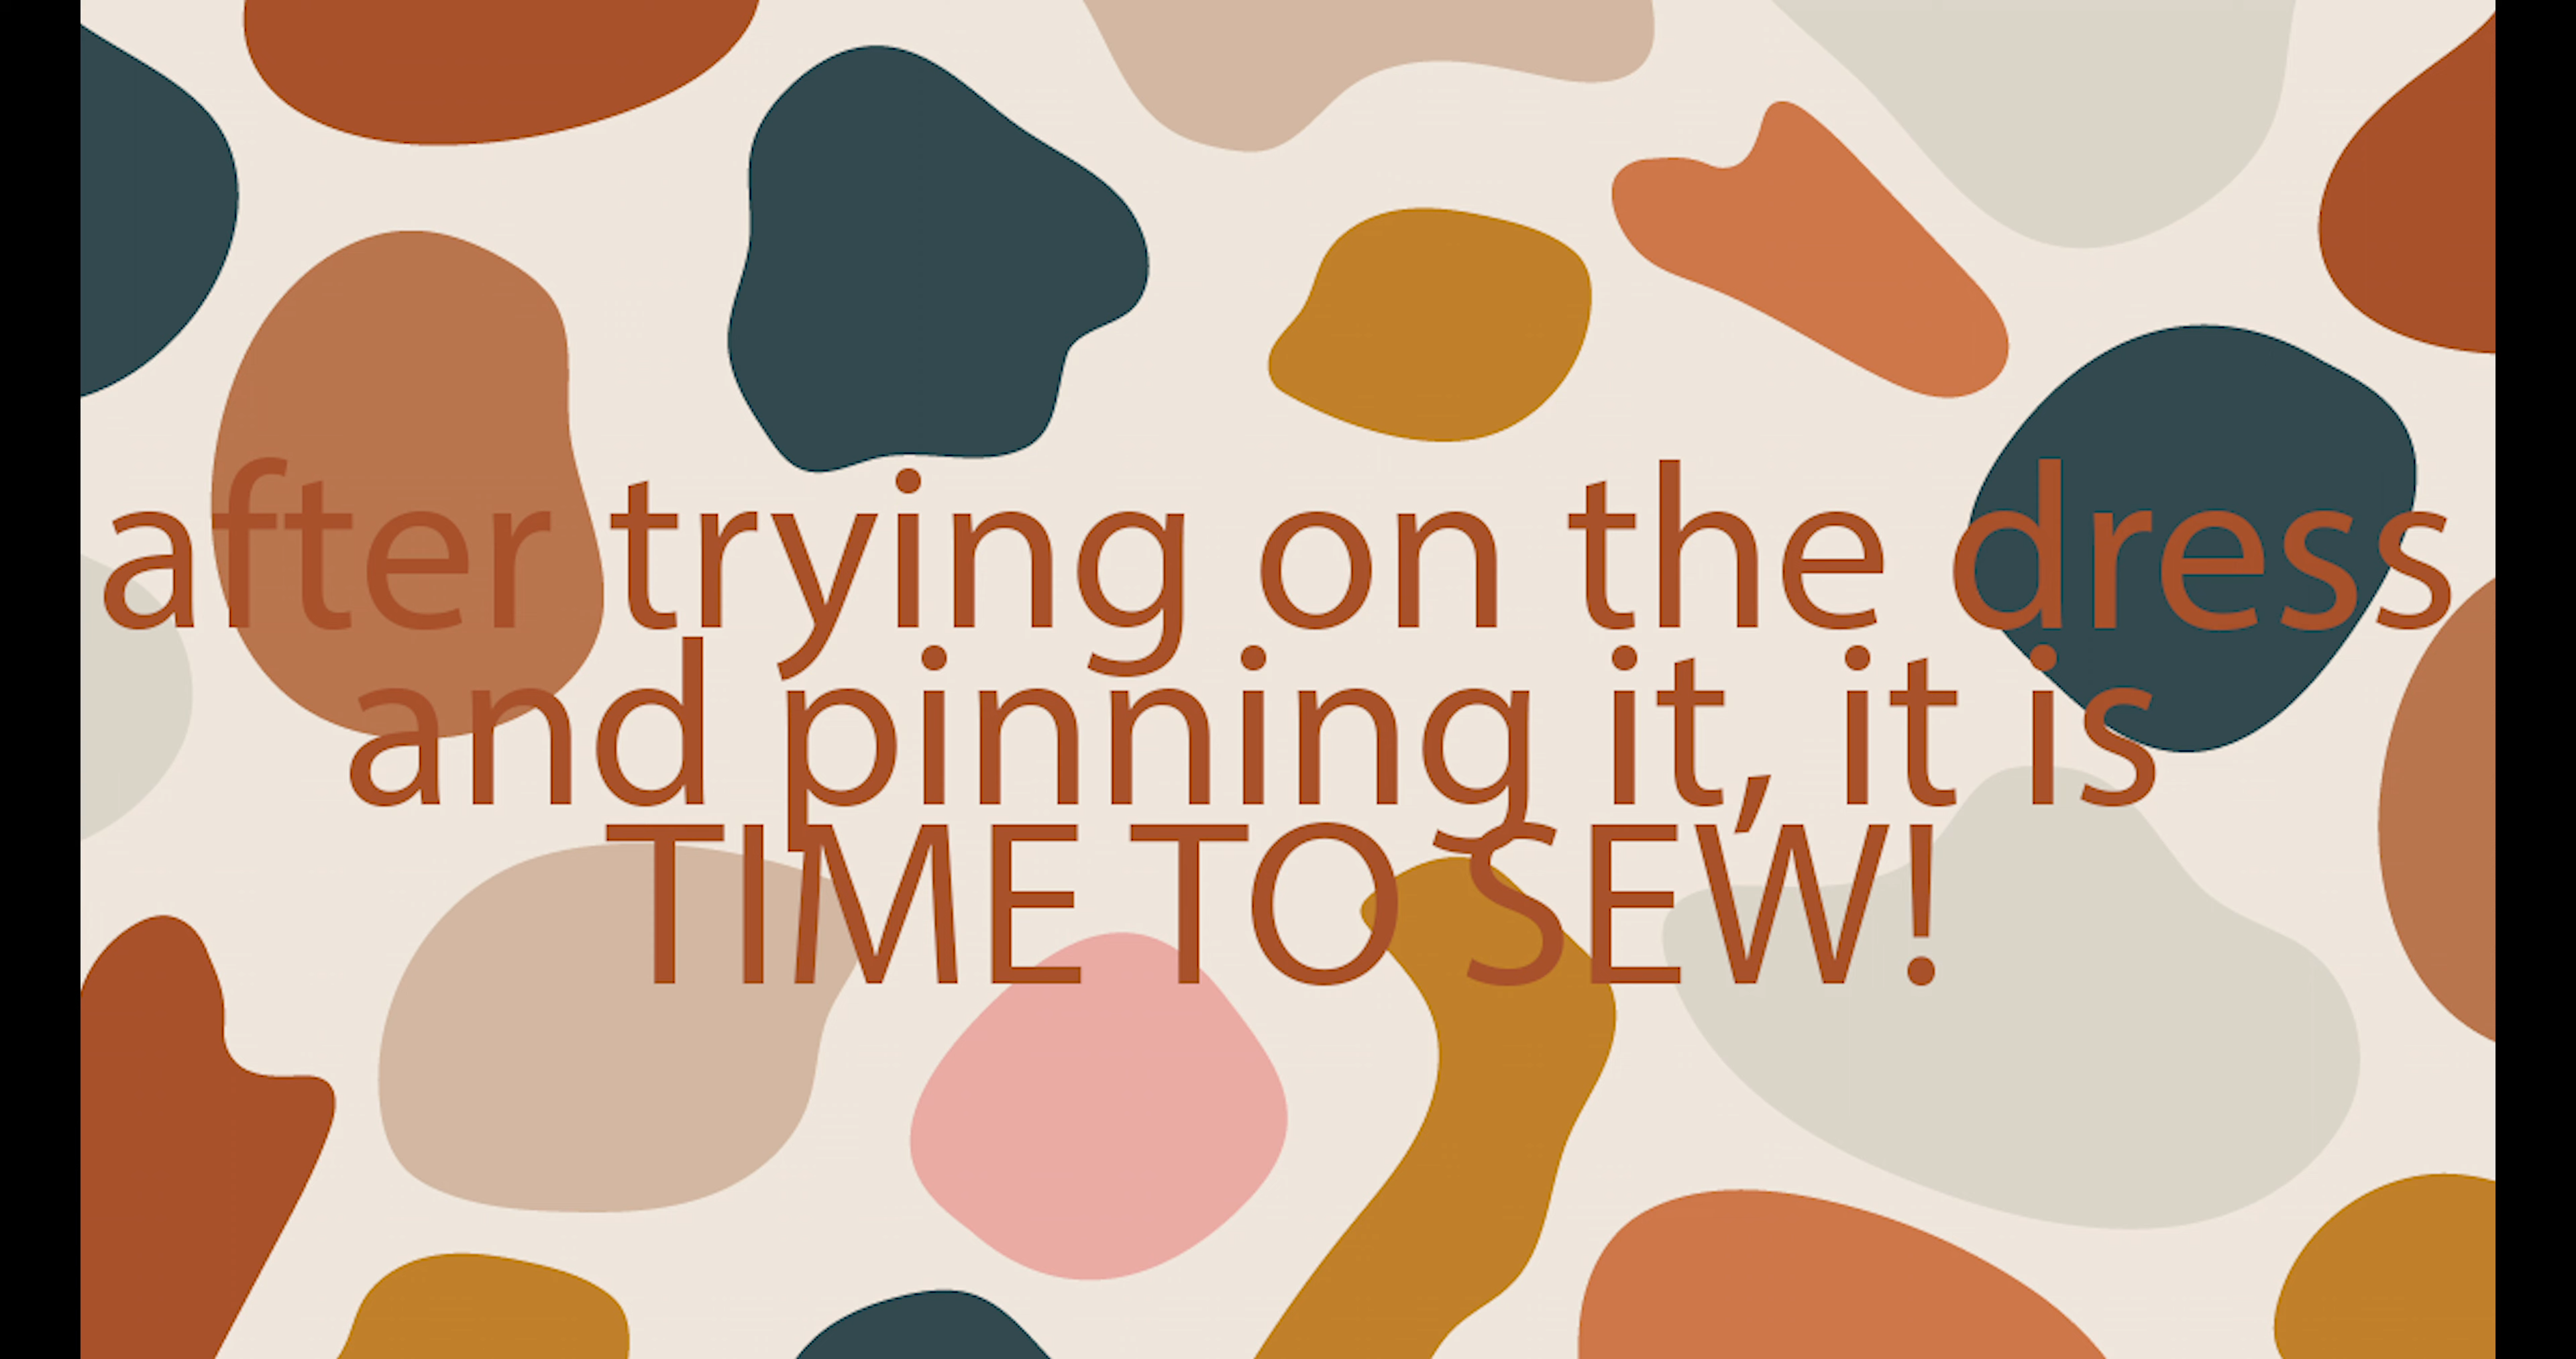 after trying on the dress
and pinning it, it is
TIME TO SEW!